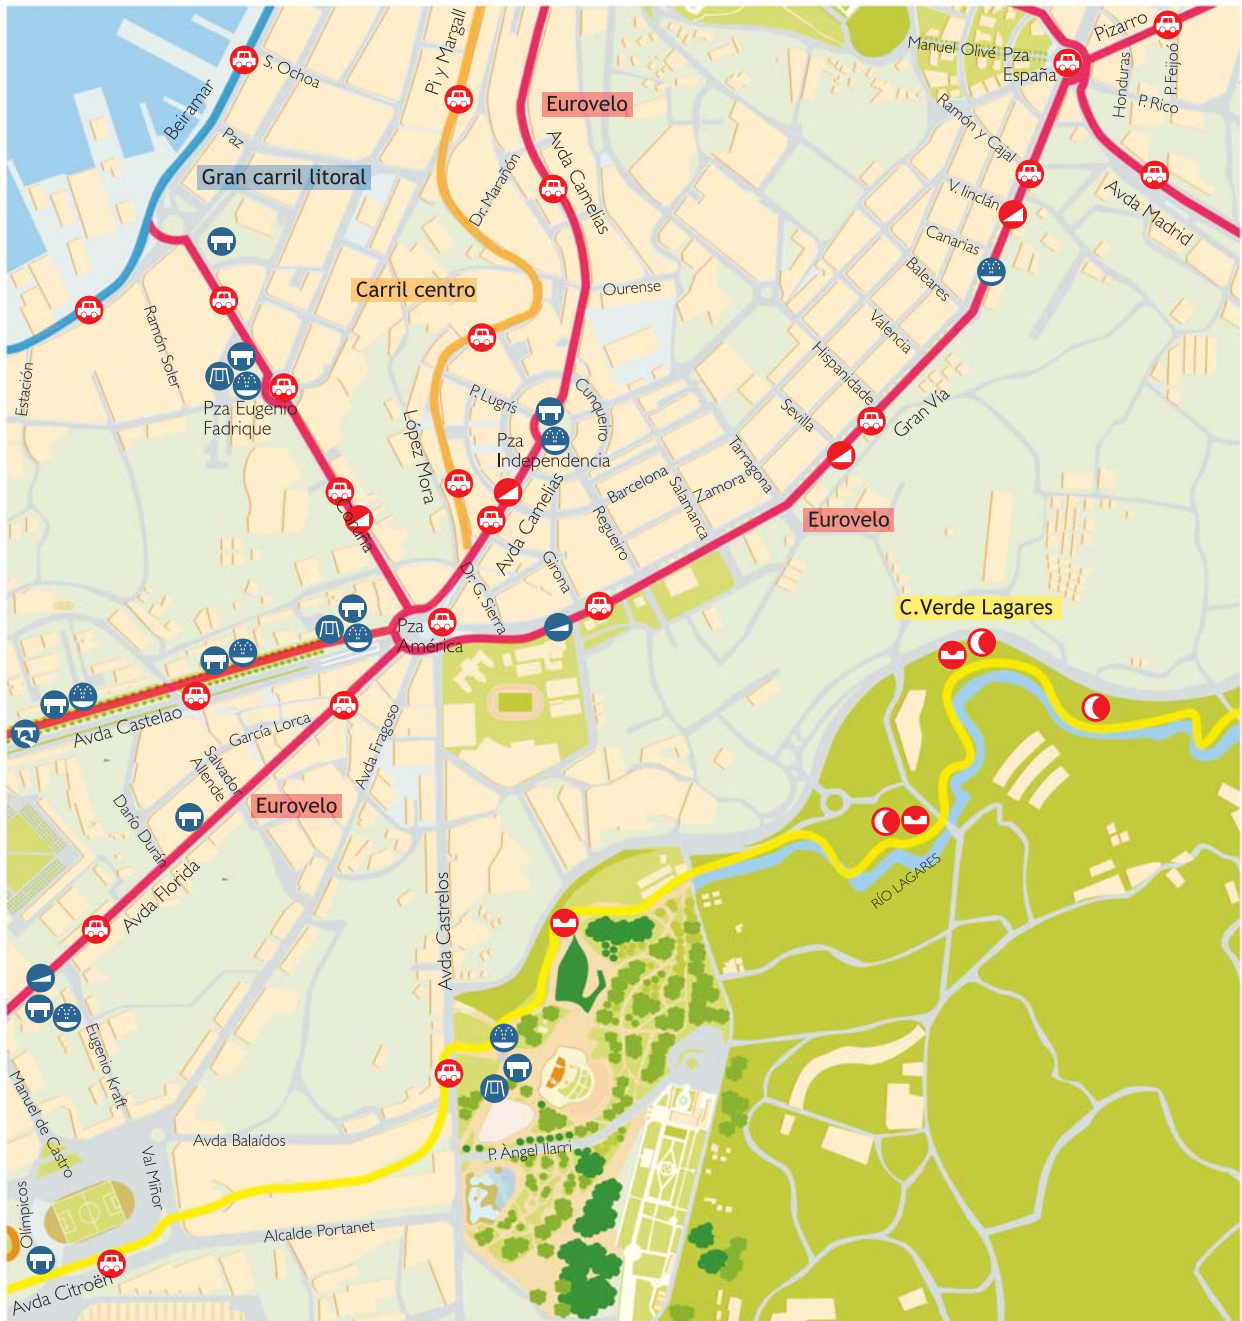 Pizarro
Manuel Olivé
Pza
España
Honduras
P. Feijoó
P. Rico
S. Ochoa
Pi y Margall
Eurovelo
Beiramar
Paz
Ramón y Cajal
Avda Camelias
Dr. Marañón
Gran carril litoral
V. Iinclán
Avda Madrid
Canarias
Baleares
Ourense
Carril centro
Ramón Soler
Valencia
Hispanidade
Estación
P. Lugrís
Cunqueiro
Sevilla
Gran Vía
Pza Eugenio
Fadrique
López Mora
Pza
Independencia
Tarragona
Barcelona
Salamanca
Zamora
Coruña
Avda Camelias
Regueiro
Eurovelo
Girona
Dr. G. Sierra
C.Verde Lagares
Pza
América
Avda Castelao
García Lorca
Avda Fragoso
Salvador
Allende
Eurovelo
Darío Durán
Avda Florida
RÍO LAGARES
Avda Castrelos
Eugenio Kraft
Manuel de Castro
Avda Balaídos
P. Àngel Ilarri
Val Miñor
Olímpicos
Alcalde Portanet
Avda Citroën